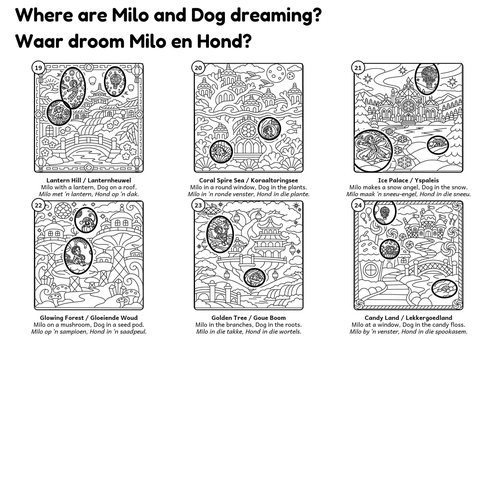 Where are Milo and Dog dreaming?
Waar droom Milo en Hond?
19
20
21
Lantern Hill / Lanternheuwel
Milo with a lantern, Dog on a roof.
Milo met 'n lantern, Hond op 'n dak.
Coral Spire Sea / Koraaltoringsee
Milo in a round window, Dog in the plants.
Milo in 'n ronde venster, Hond in die plante.
Ice Palace / Yspaleis
Milo makes a snow angel, Dog in the snow.
Milo maak 'n sneeu-engel, Hond in die sneeu.
22
23
24
Glowing Forest / Gloeiende Woud
Milo on a mushroom, Dog in a seed pod.
Milo op 'n sampioen, Hond in 'n saadpeul.
Golden Tree / Goue Boom
Milo in the branches, Dog in the roots.
Milo in die takke, Hond in die wortels.
Candy Land / Lekkergoedland
Milo at a window, Dog in the candy floss.
Milo by 'n venster, Hond in die spookasem.